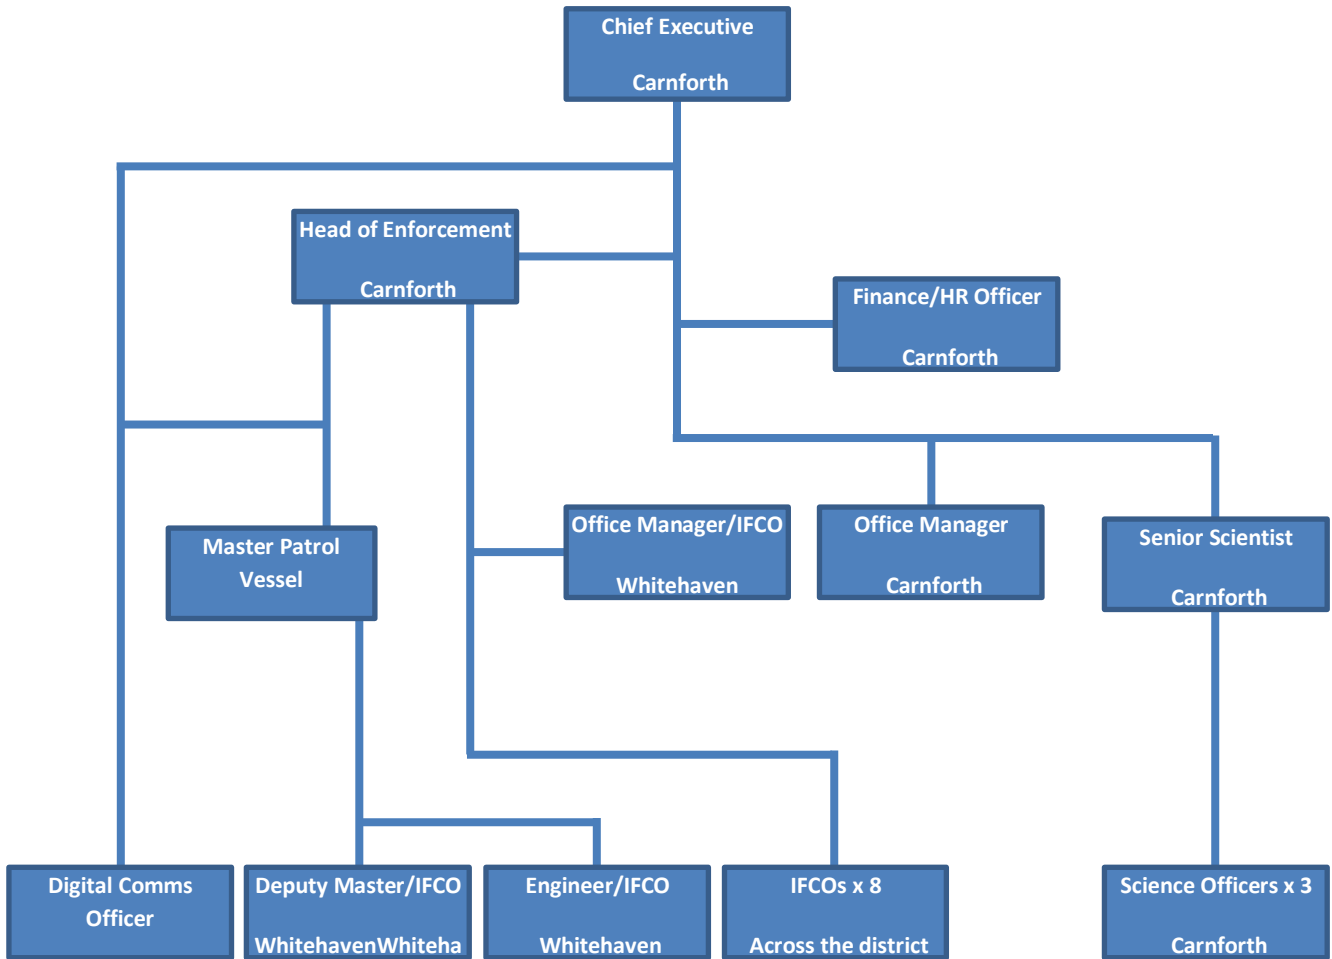 Chief Executive
Carnforth
Head of Enforcement
Carnforth
Finance/HR Officer
Carnforth
Master Patrol
Vessel
Office Manager/IFCO
Whitehaven
Office Manager
Carnforth
Senior Scientist
Carnforth
Digital Comms
Officer
Deputy Master/IFCO
WhitehavenWhiteha
Engineer/IFCO
Whitehaven
IFCOs x 8
Across the district
Science Officers x 3
Carnforth